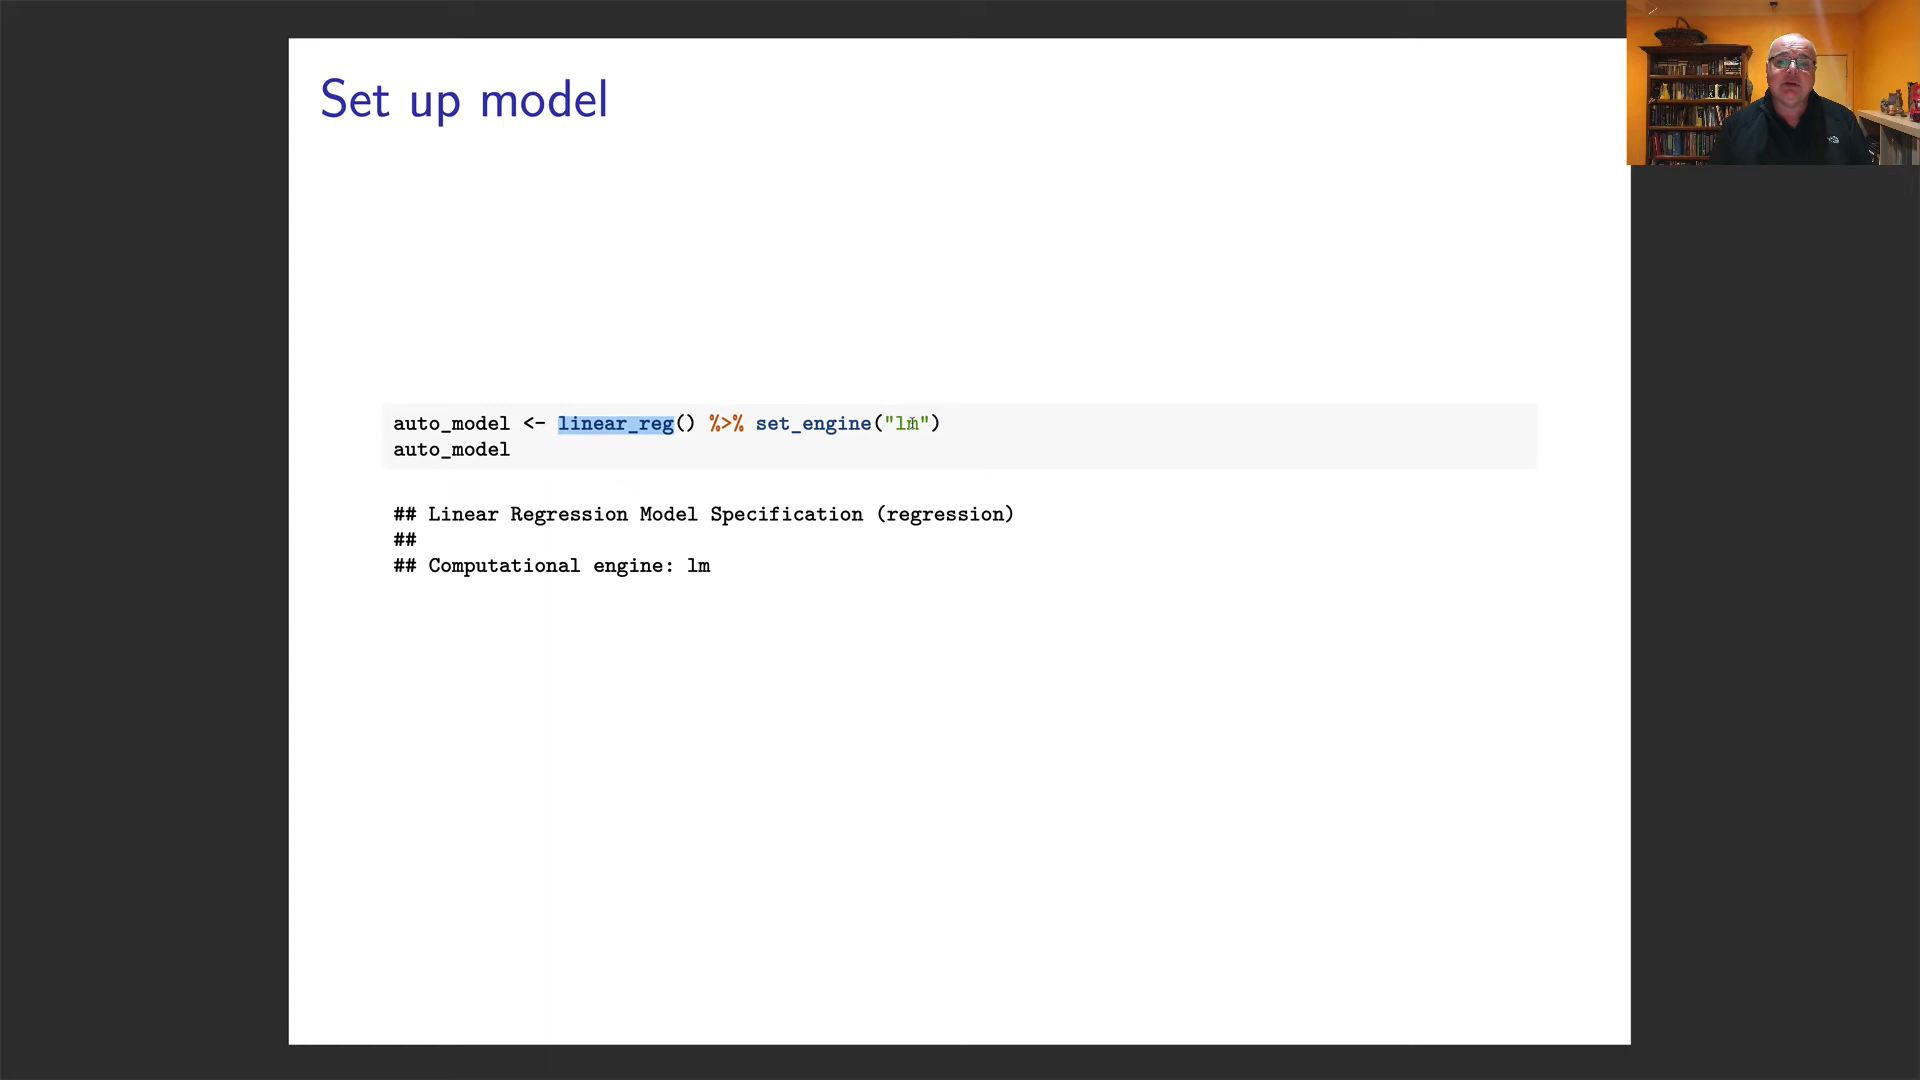 Set up model
auto_model <- linear_reg() %>% set_engine("lm")
auto_model
## Linear Regression Model Specification (regression)
##
## Computational engine: lm